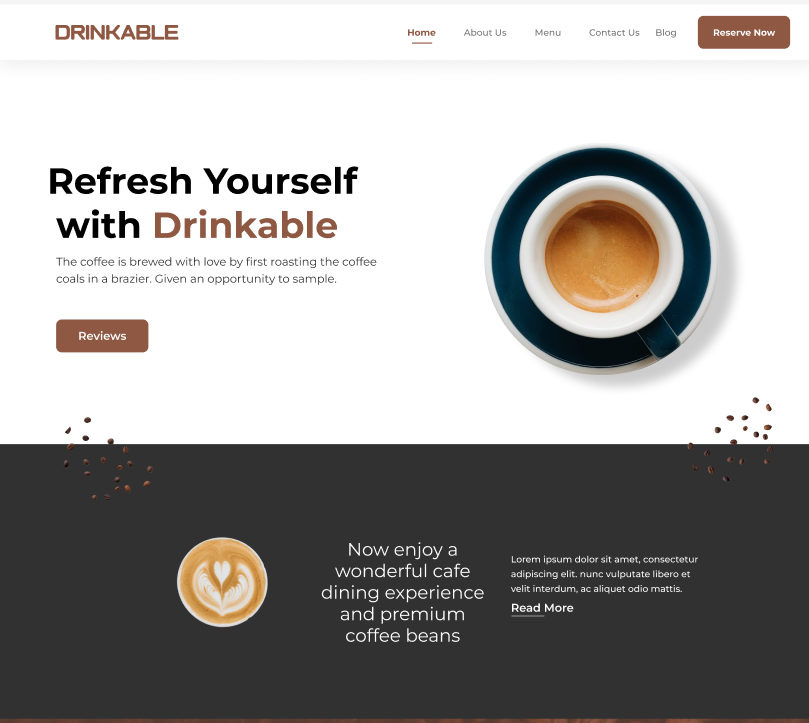 DRINKABLE
Home
About Us
Menu
Contact Us
Blog
Reserve Now
Refresh Yourself
with Drinkable
The coffee is brewed with love by first roasting the coffee
coals in a brazier. Given an opportunity to sample.
Reviews
Now enjoy a
wonderful cafe
dining experience
and premium
coffee beans
Lorem ipsum dolor sit amet, consectetur
adipiscing elit. nunc vulputate libero et
velit interdum, ac aliquet odio mattis.
Read More